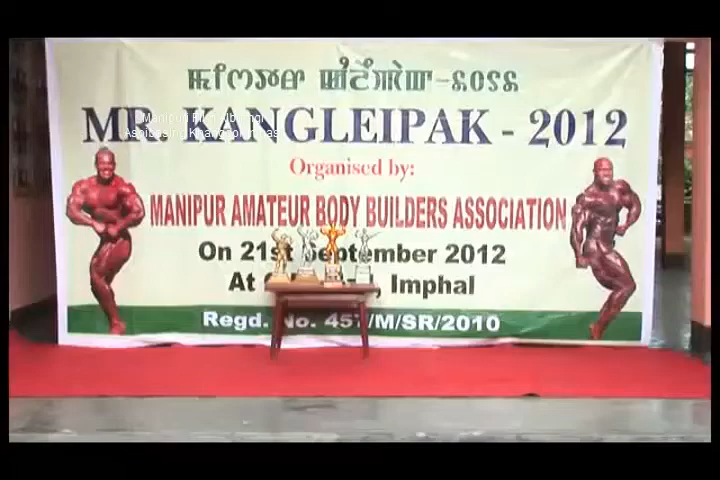 MR. KANGLEIPAK - 2012
Organised by:
MANIPUR AMATEUR BODY BUILDERS ASSOCIATION
On 21st September 2012
At Imphal
Regd. No. 457/M/SR/2010